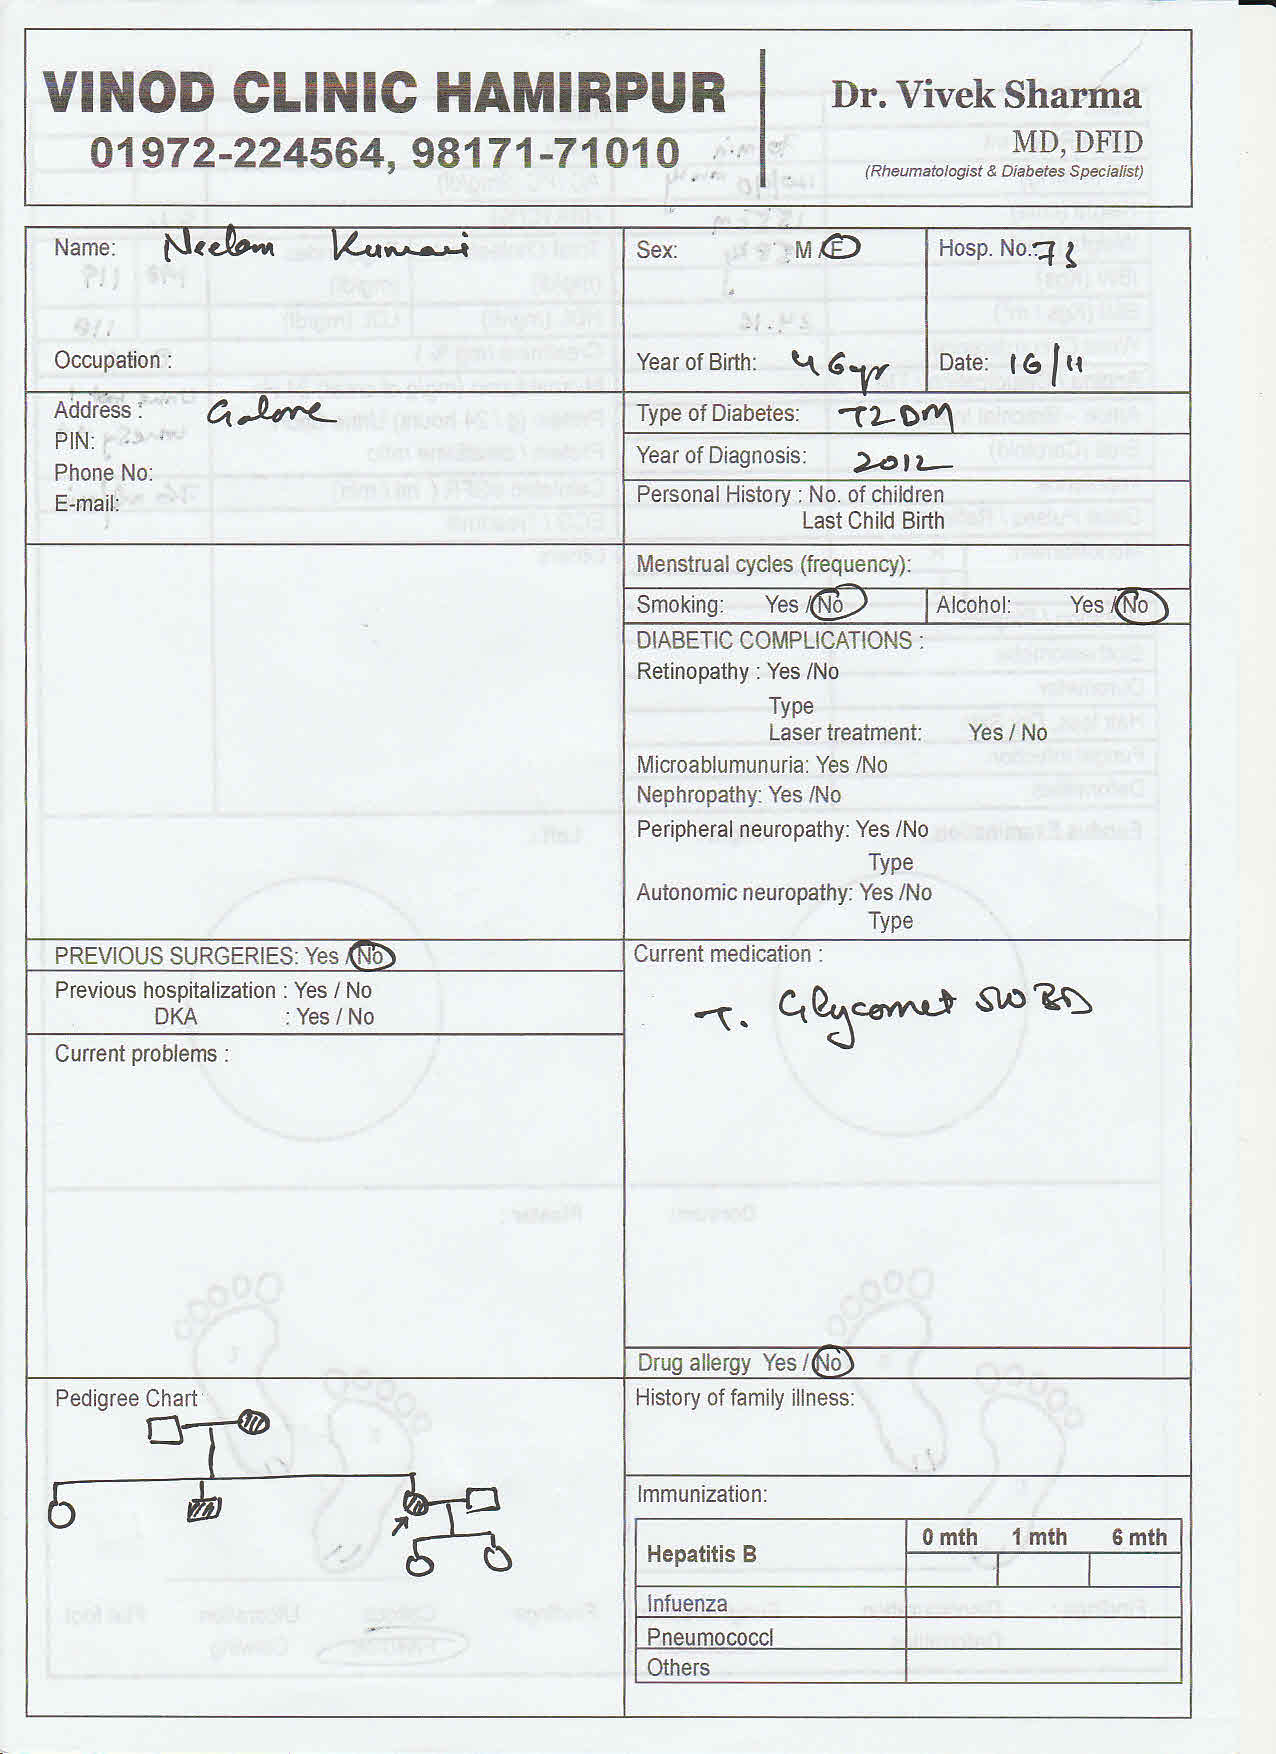 VINOD CLINIC HAMIRPUR
01972-224564, 98171-71010
Dr. Vivek Sharma
MD, DFID
(Rheumatologist & Diabetes Specialist)
Name: Neelam Kumari
Sex: M / F
Hosp. No.: 73
Occupation :
Year of Birth: 46yr
Date: 16/11
Address : Galore
PIN:
Phone No:
E-mail:
Type of Diabetes: T2DM
Year of Diagnosis: 2012
Personal History : No. of children
Last Child Birth
Menstrual cycles (frequency):
Smoking: Yes / No
Alcohol: Yes / No
DIABETIC COMPLICATIONS :
Retinopathy : Yes /No
Type
Laser treatment: Yes / No
Microablumunuria: Yes /No
Nephropathy: Yes /No
Peripheral neuropathy: Yes /No
Type
Autonomic neuropathy: Yes /No
Type
PREVIOUS SURGERIES: Yes / No
Previous hospitalization : Yes / No
DKA : Yes / No
Current problems :
Current medication :
T. Glycomet BD
Drug allergy Yes / No
Pedigree Chart
History of family illness:
Immunization:
Hepatitis B
0 mth 1 mth 6 mth
Infuenza
Pneumococcl
Others